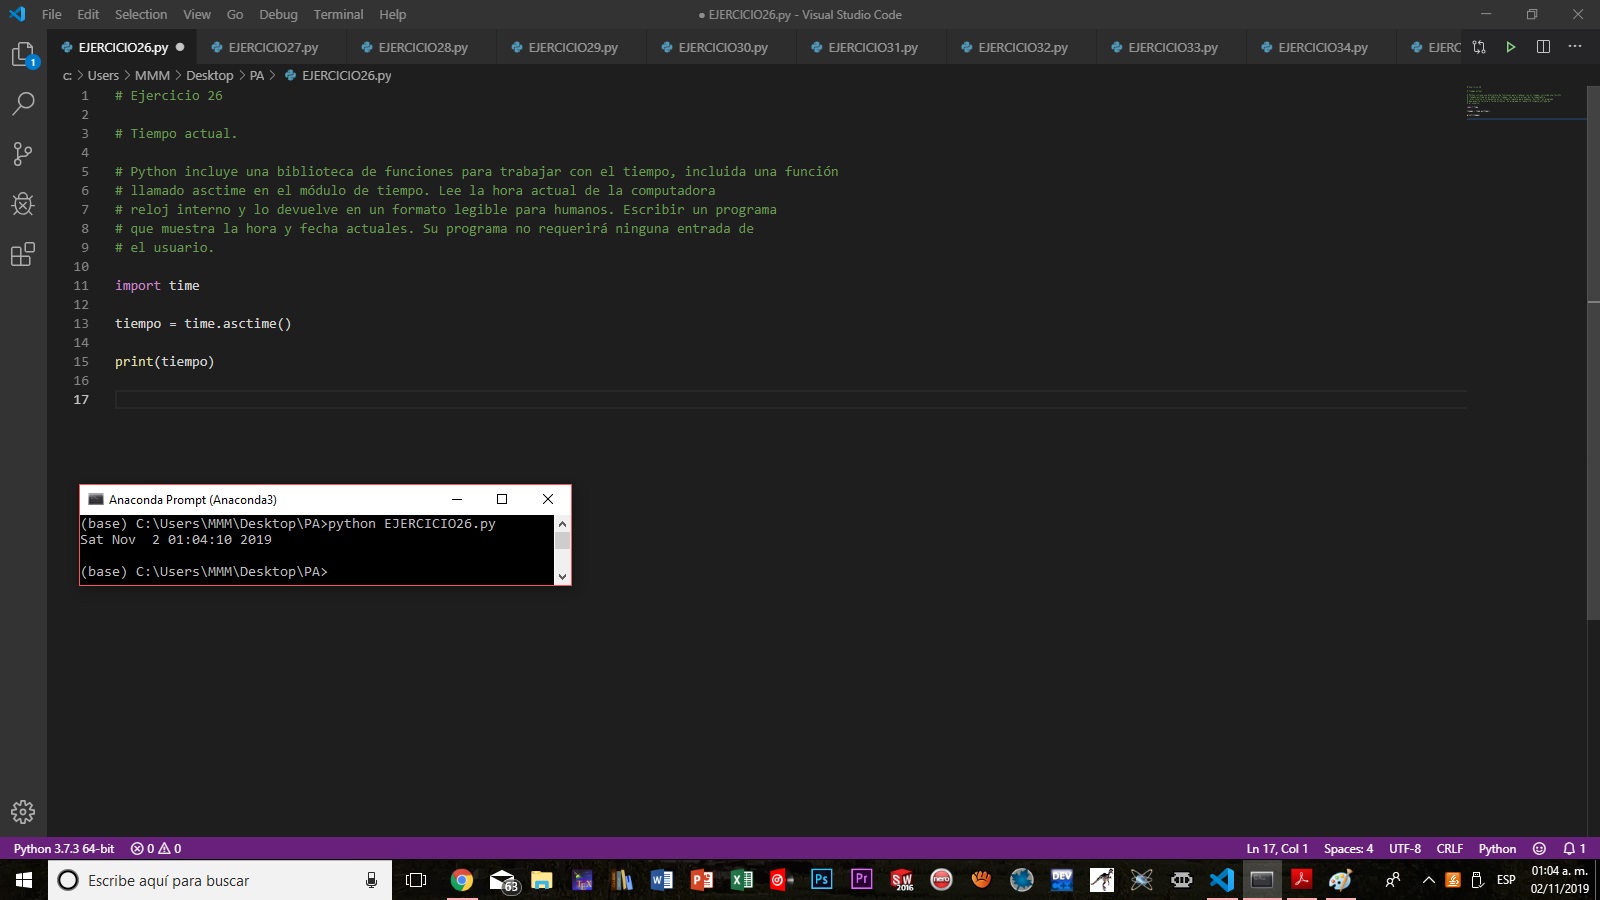 File Edit Selection View Go Debug Terminal Help
● EJERCICIO26.py - Visual Studio Code
EJERCICIO26.py ● EJERCICIO27.py EJERCICIO28.py EJERCICIO29.py EJERCICIO30.py EJERCICIO31.py EJERCICIO32.py EJERCICIO33.py EJERCICIO34.py EJERC
1
c: > Users > MMM > Desktop > PA > EJERCICIO26.py
1 # Ejercicio 26
2
3 # Tiempo actual.
4
5 # Python incluye una biblioteca de funciones para trabajar con el tiempo, incluida una función
6 # llamado asctime en el módulo de tiempo. Lee la hora actual de la computadora
7 # reloj interno y lo devuelve en un formato legible para humanos. Escribir un programa
8 # que muestra la hora y fecha actuales. Su programa no requerirá ninguna entrada de
9 # el usuario.
10
11 import time
12
13 tiempo = time.asctime()
14
15 print(tiempo)
16
17
Anaconda Prompt (Anaconda3)
(base) C:\Users\MMM\Desktop\PA>python EJERCICIO26.py
Sat Nov  2 01:04:10 2019
(base) C:\Users\MMM\Desktop\PA>
Python 3.7.3 64-bit 0 0 Ln 17, Col 1 Spaces: 4 UTF-8 CRLF Python 1
Escribe aquí para buscar 63 Ps Pr SW 2016 nero DEV ESP 01:04 a. m.
02/11/2019